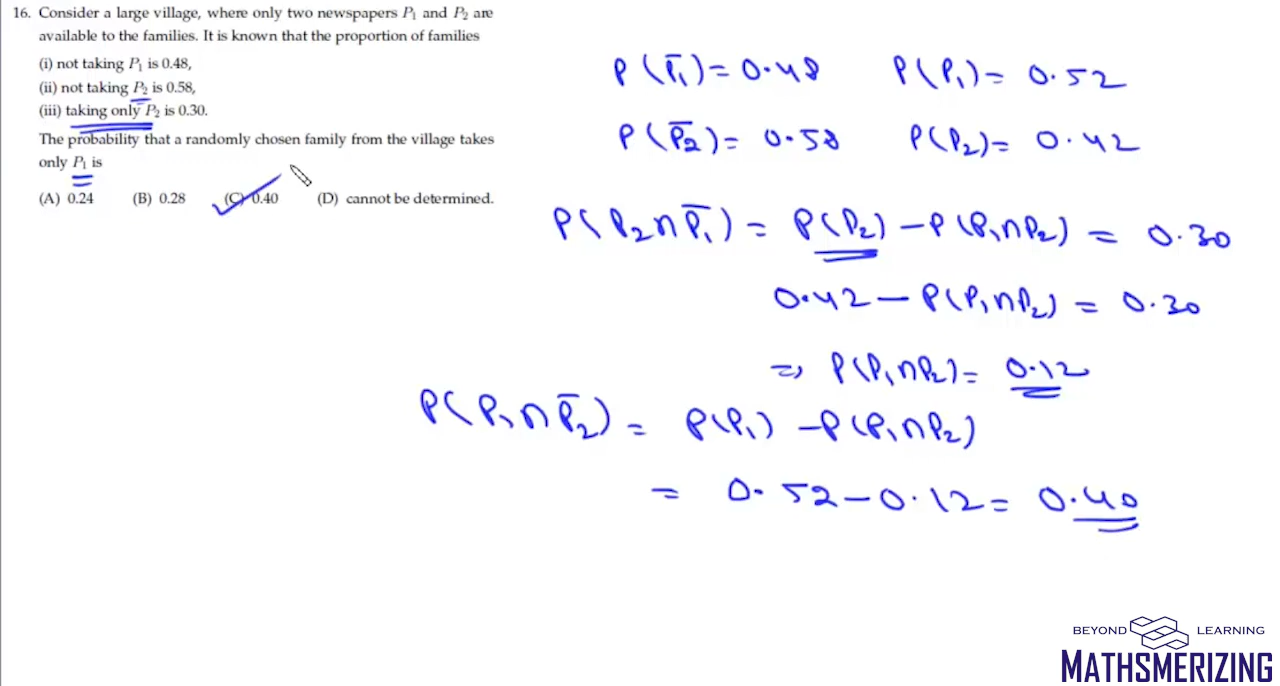 16. Consider a large village, where only two newspapers P₁ and P₂ are
available to the families. It is known that the proportion of families
(i) not taking P₁ is 0.48,
(ii) not taking P₂ is 0.58,
(iii) taking only P₂ is 0.30.
The probability that a randomly chosen family from the village takes
only P₁ is
(A) 0.24 (B) 0.28 (C) 0.40 (D) cannot be determined.
P(P̄₁) = 0.48 P(P₁) = 0.52
P(P̄₂) = 0.58 P(P₂) = 0.42
P(P₂∩P̄₁) = P(P₂) − P(P₁∩P₂) = 0.30
0.42 − P(P₁∩P₂) = 0.30
⇒ P(P₁∩P₂) = 0.12
P(P₁∩P̄₂) = P(P₁) − P(P₁∩P₂)
= 0.52 − 0.12 = 0.40
BEYOND LEARNING
MATHSMERIZING